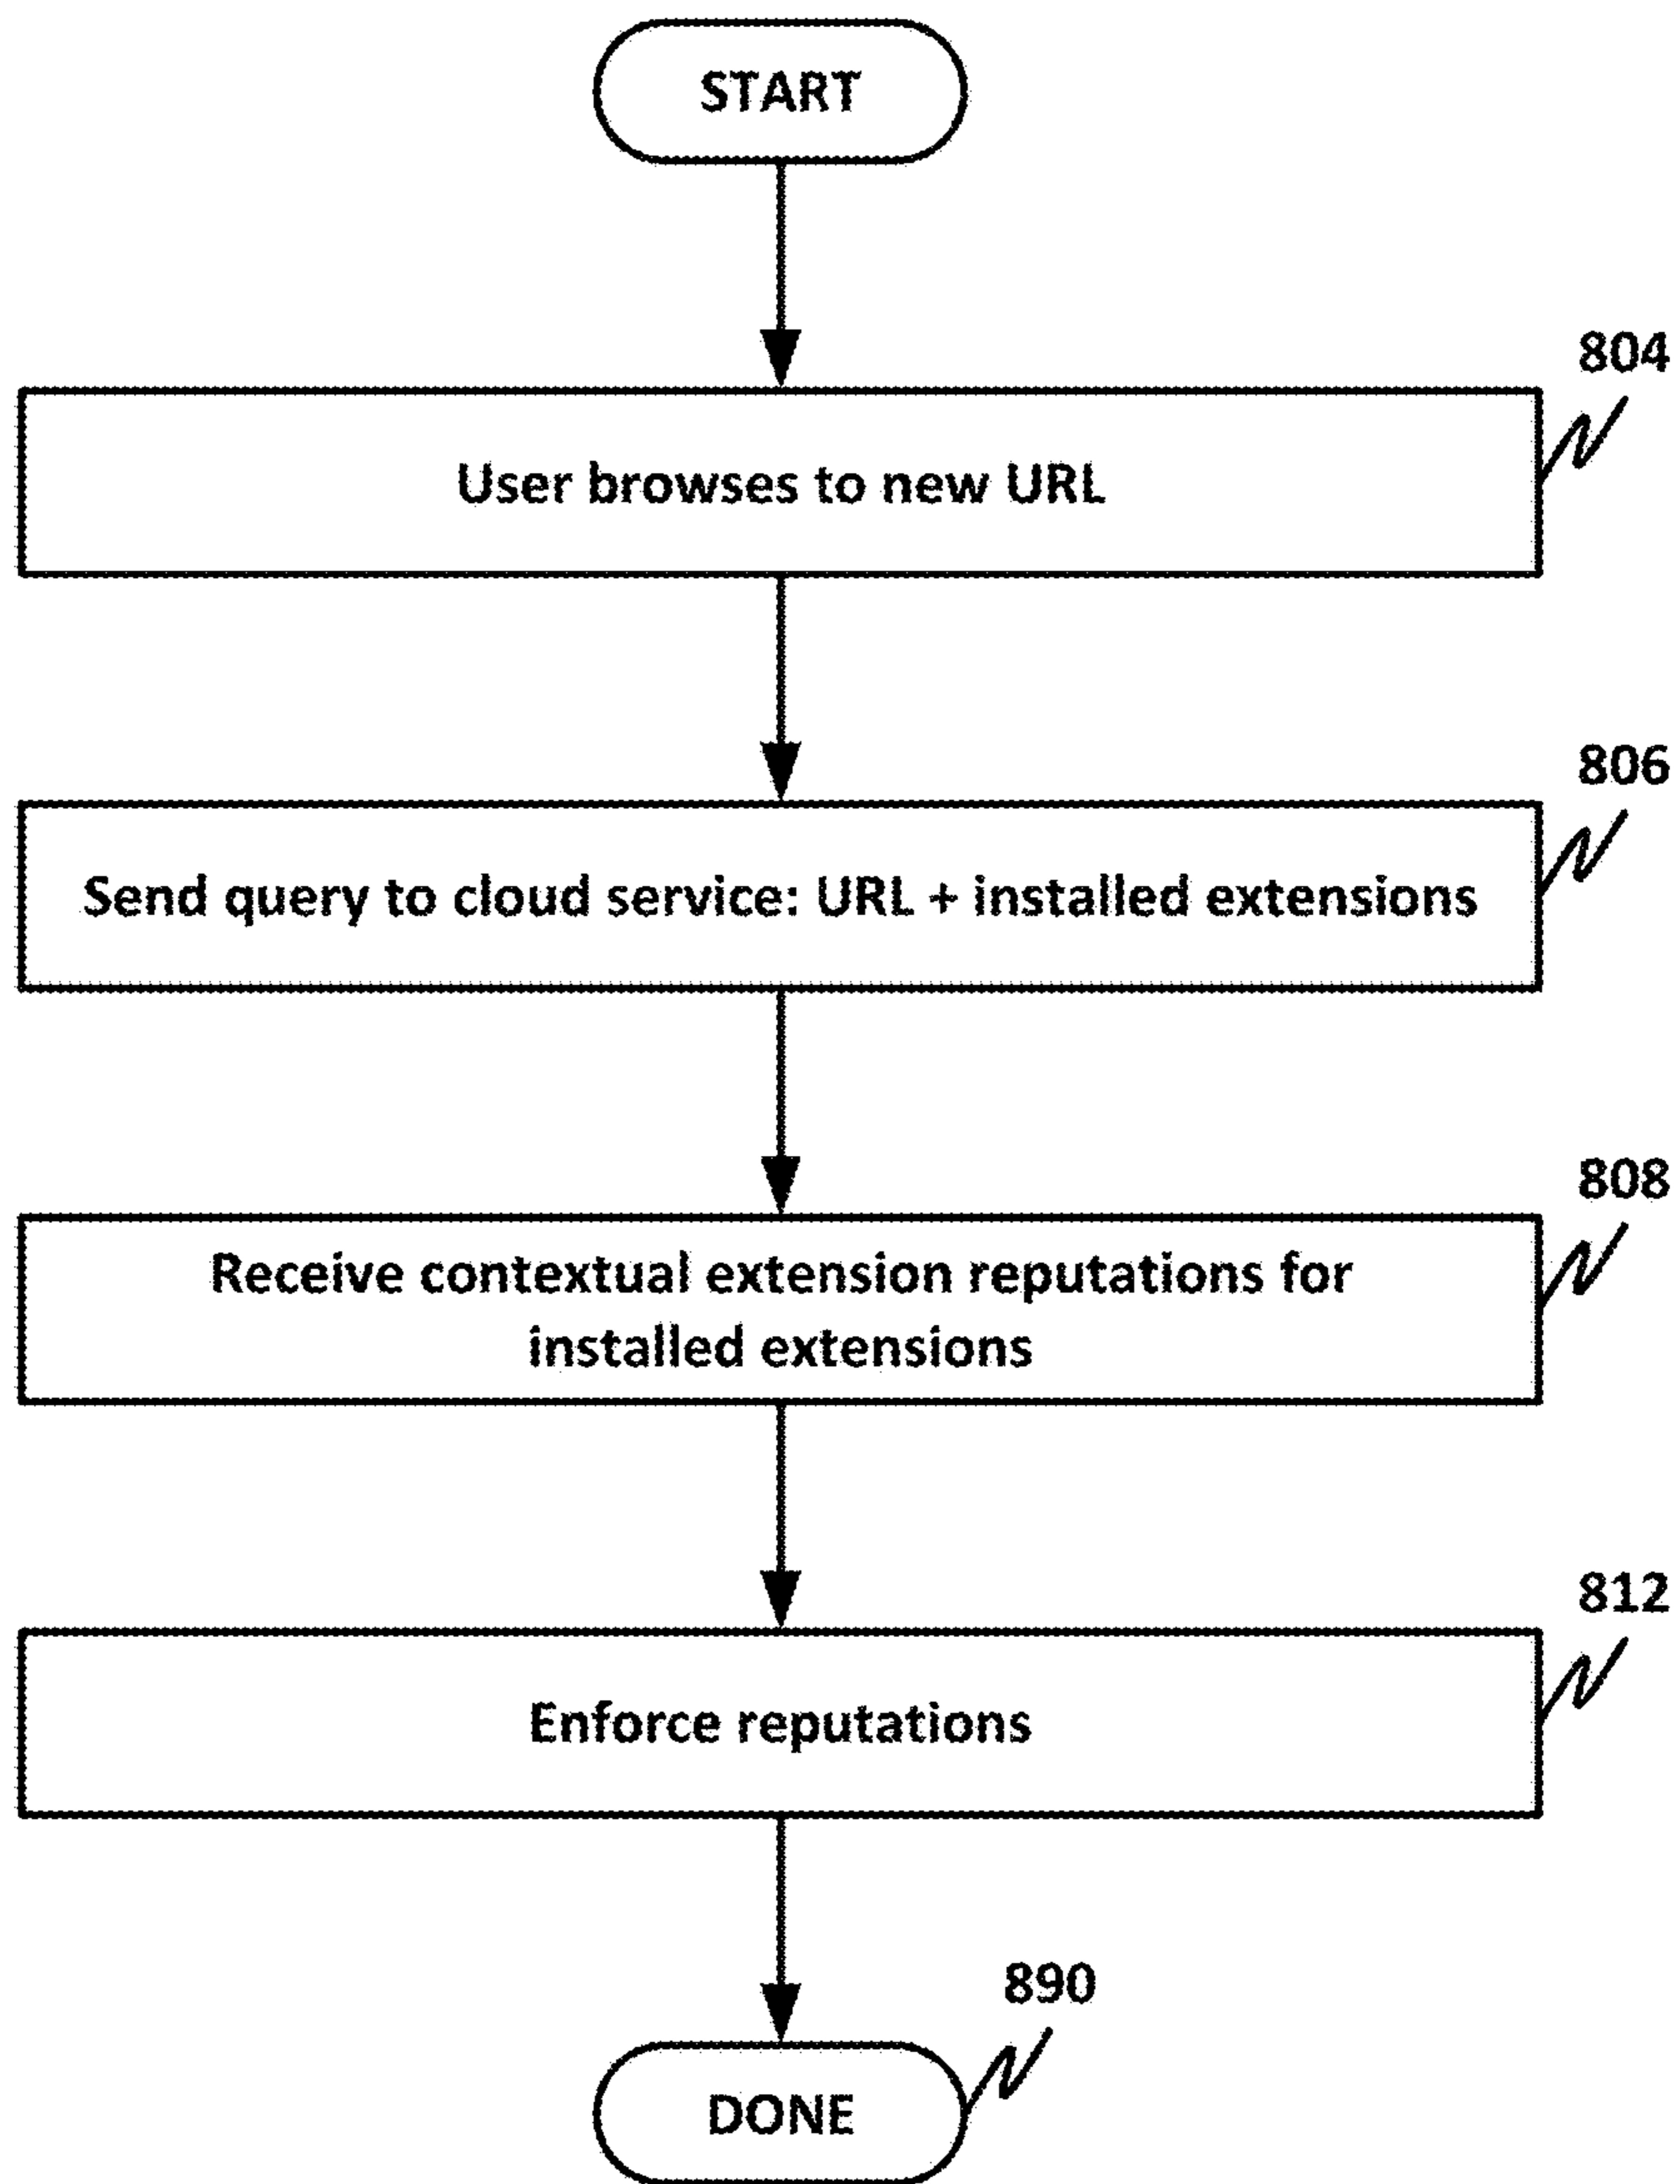 START
804
User browses to new URL
806
Send query to cloud service: URL + installed extensions
808
Receive contextual extension reputations for
installed extensions
812
Enforce reputations
890
DONE